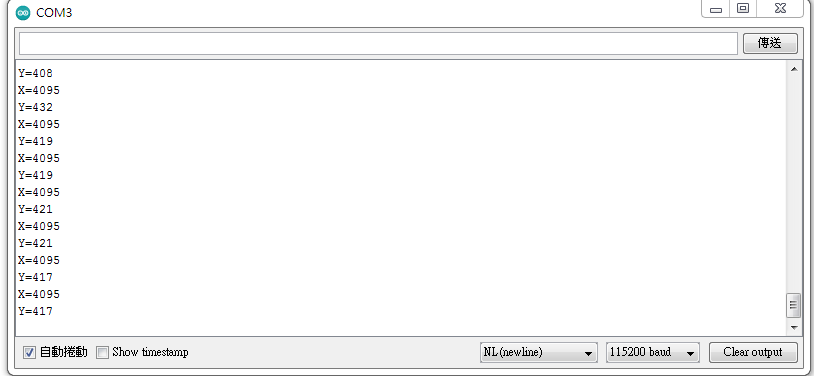 COM3
傳送
Y=408
X=4095
Y=432
X=4095
Y=419
X=4095
Y=419
X=4095
Y=421
X=4095
Y=421
X=4095
Y=417
X=4095
Y=417
自動捲動 Show timestamp NL(newline) 115200 baud Clear output